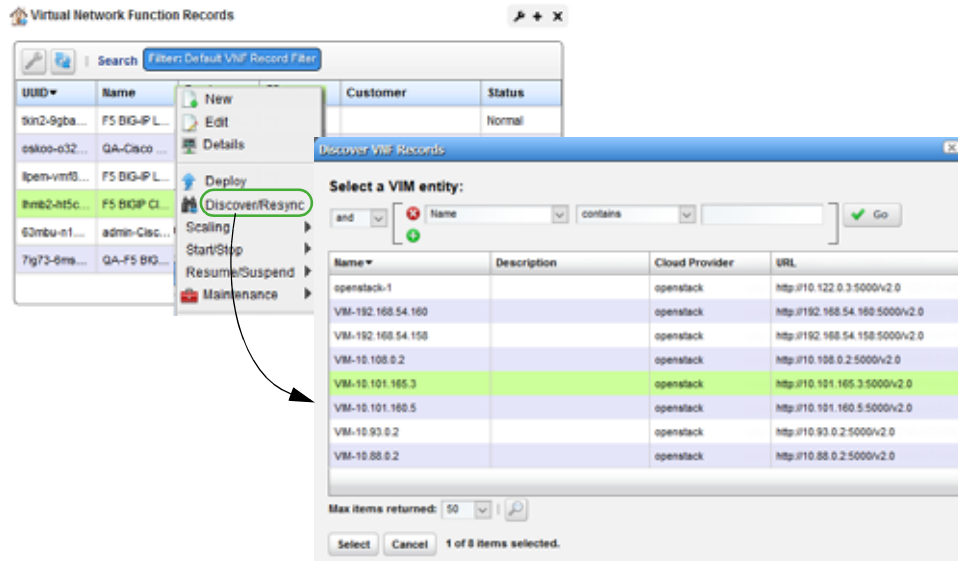 Virtual Network Function Records
Search Filter: Default VNF Record Filter
UUID Name Customer Status
tkin2-9gba... F5 BIG-IP L... Normal
oskoo-o32... QA-Cisco ...
F5 BIG-IP L...
F5 BIGIP Cl...
63mbu-n1... admin-Cisc...
7ig73-6ms... QA-F5 BIG...
New
Edit
Details
Deploy
Discover/Resync
Scaling
Start/Stop
Resume/Suspend
Maintenance
Discover VNF Records
Select a VIM entity:
and Name contains Go
Name Description Cloud Provider URL
openstack-1 openstack http://10.122.0.3:5000/v2.0
VIM-192.168.54.160 openstack http://192.168.54.160:5000/v2.0
VIM-192.168.54.158 openstack http://192.168.54.158:5000/v2.0
VIM-10.108.0.2 openstack http://10.108.0.2:5000/v2.0
VIM-10.101.165.3 openstack http://10.101.165.3:5000/v2.0
VIM-10.101.160.5 openstack http://10.101.160.5:5000/v2.0
VIM-10.93.0.2 openstack http://10.93.0.2:5000/v2.0
VIM-10.88.0.2 openstack http://10.88.0.2:5000/v2.0
Max items returned: 50
Select Cancel 1 of 8 items selected.